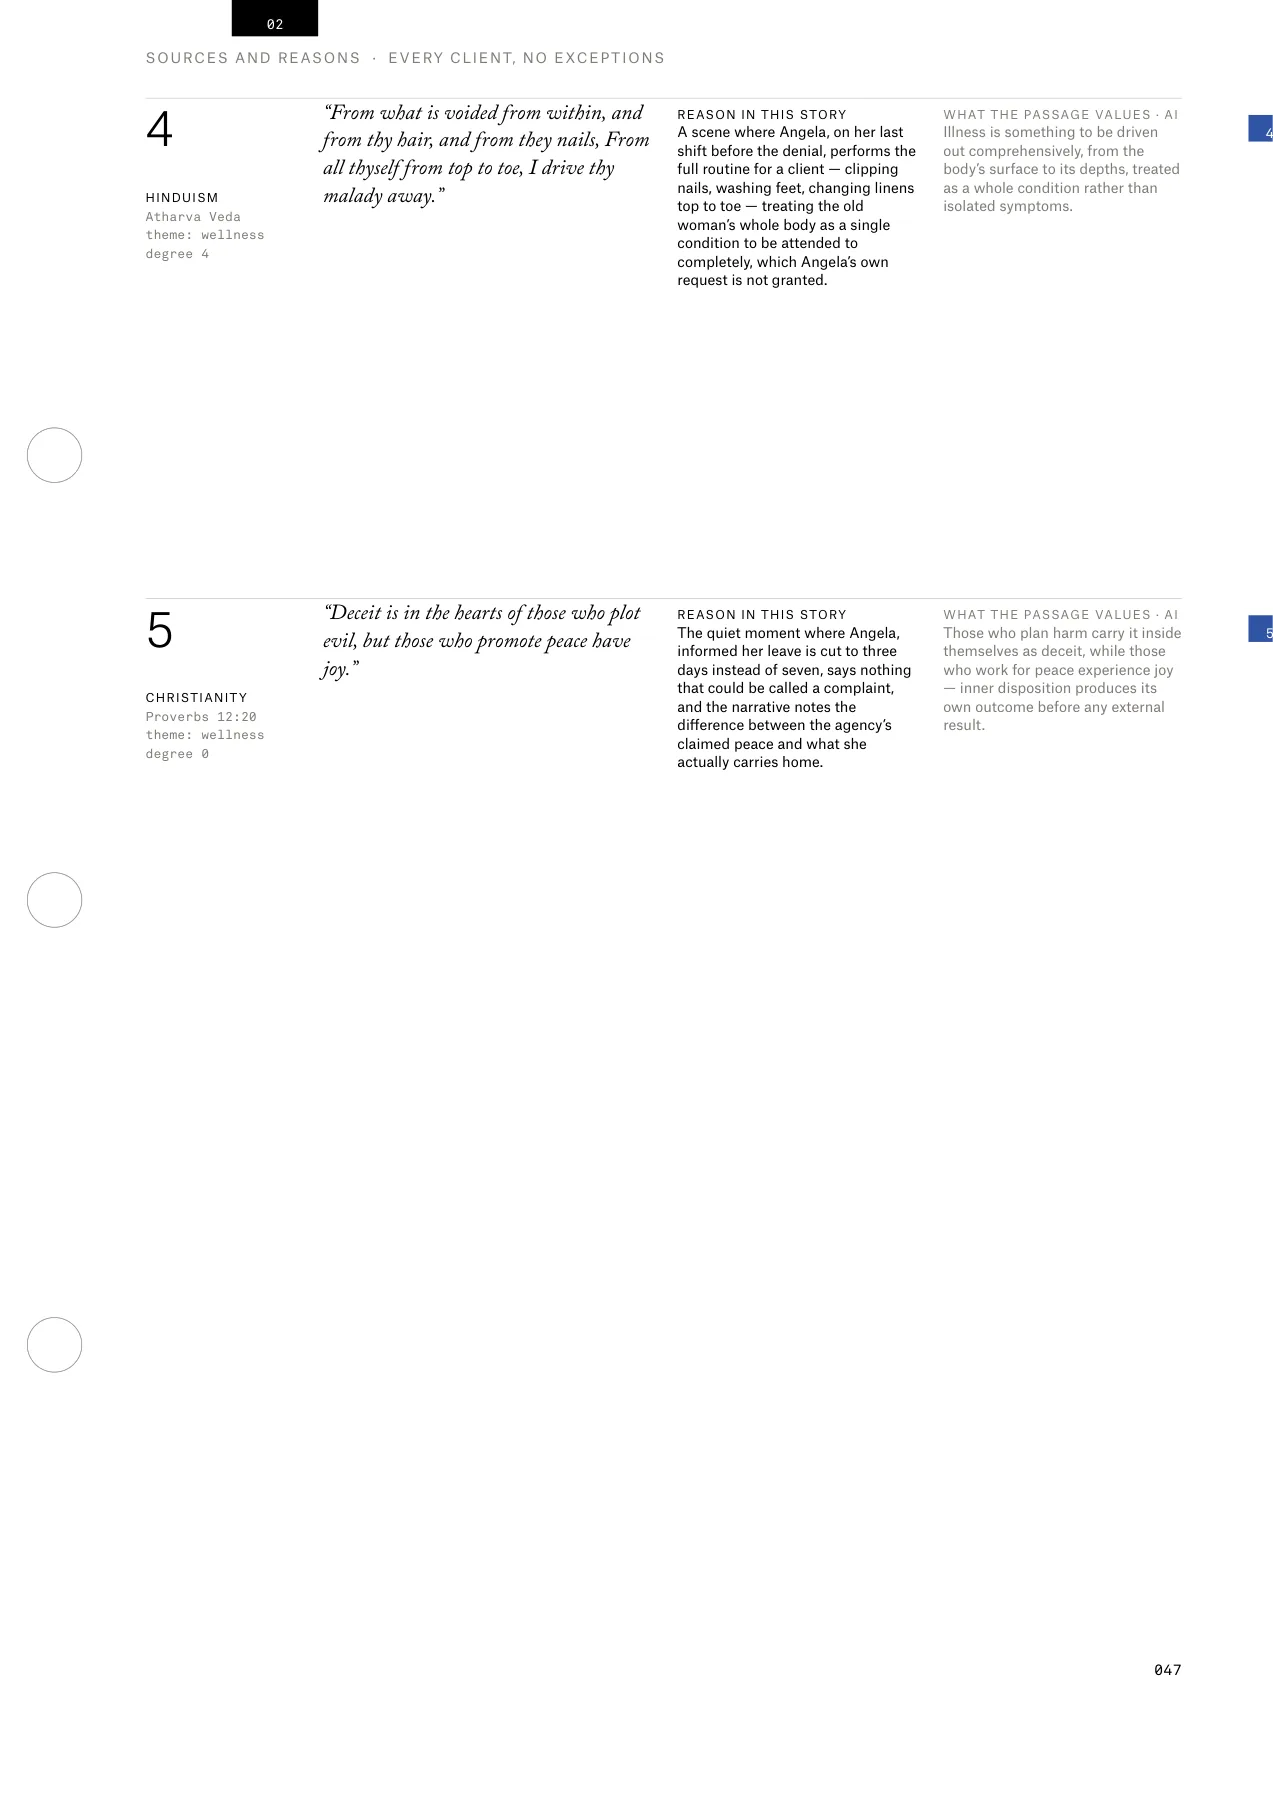 02
SOURCES AND REASONS · EVERY CLIENT, NO EXCEPTIONS
4
HINDUISM
Atharva Veda
theme: wellness
degree 4
“From what is voided from within, and
from thy hair, and from they nails, From
all thyself from top to toe, I drive thy
malady away.”
REASON IN THIS STORY
A scene where Angela, on her last
shift before the denial, performs the
full routine for a client — clipping
nails, washing feet, changing linens
top to toe — treating the old
woman’s whole body as a single
condition to be attended to
completely, which Angela’s own
request is not granted.
WHAT THE PASSAGE VALUES · AI
Illness is something to be driven
out comprehensively, from the
body’s surface to its depths, treated
as a whole condition rather than
isolated symptoms.
4
5
CHRISTIANITY
Proverbs 12:20
theme: wellness
degree 0
“Deceit is in the hearts of those who plot
evil, but those who promote peace have
joy.”
REASON IN THIS STORY
The quiet moment where Angela,
informed her leave is cut to three
days instead of seven, says nothing
that could be called a complaint,
and the narrative notes the
difference between the agency’s
claimed peace and what she
actually carries home.
WHAT THE PASSAGE VALUES · AI
Those who plan harm carry it inside
themselves as deceit, while those
who work for peace experience joy
— inner disposition produces its
own outcome before any external
result.
5
047